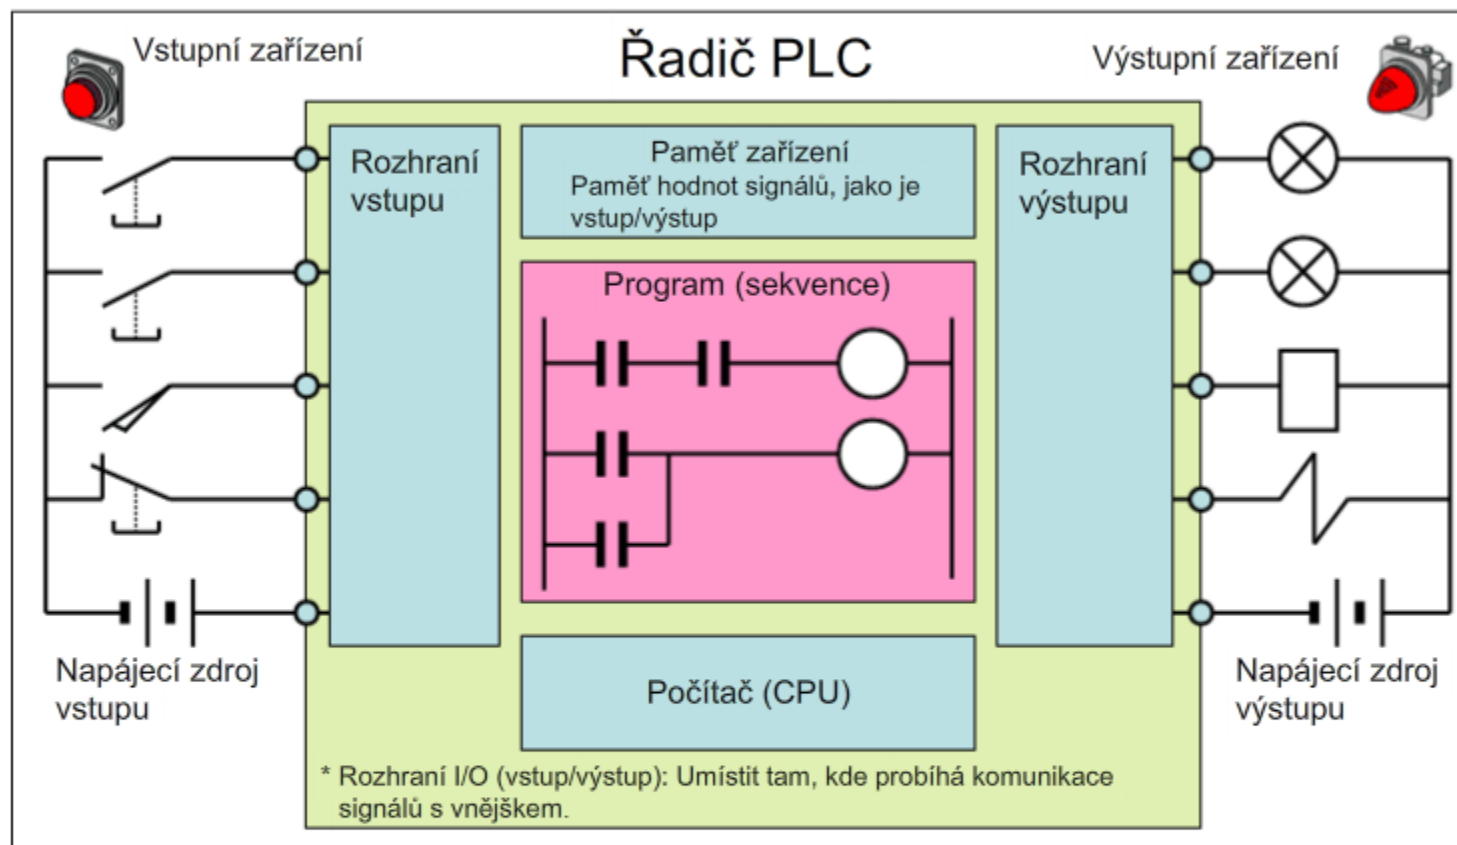 Řadič PLC
Vstupní zařízení
Výstupní zařízení
Rozhraní
vstupu
Paměť zařízení
Paměť hodnot signálů, jako je
vstup/výstup
Rozhraní
výstupu
Program (sekvence)
Napájecí zdroj
vstupu
Počítač (CPU)
Napájecí zdroj
výstupu
* Rozhraní I/O (vstup/výstup): Umístit tam, kde probíhá komunikace
signálů s vnějškem.